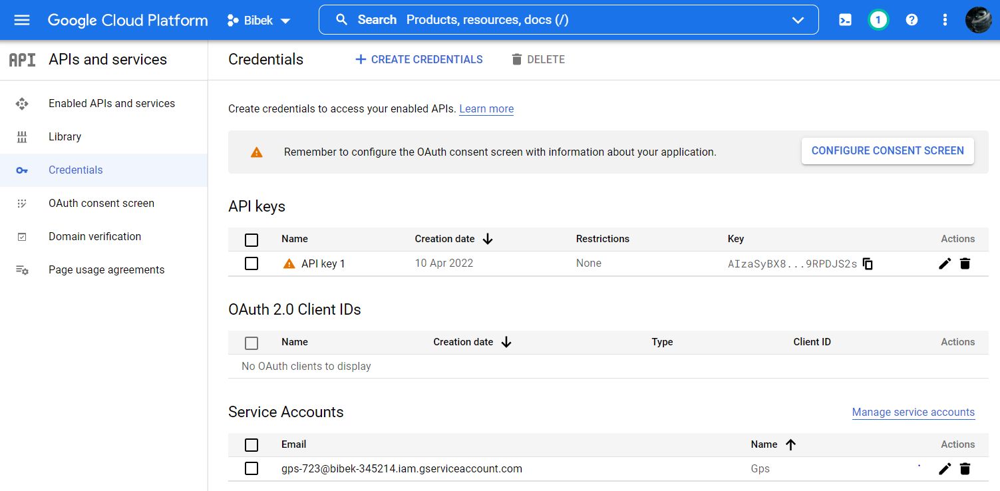 Google Cloud Platform
Bibek
Search Products, resources, docs (/)
1
API APIs and services
Credentials
CREATE CREDENTIALS
DELETE
Enabled APIs and services
Library
Credentials
OAuth consent screen
Domain verification
Page usage agreements
Create credentials to access your enabled APIs. Learn more
Remember to configure the OAuth consent screen with information about your application.
CONFIGURE CONSENT SCREEN
API keys
Name Creation date Restrictions Key Actions
API key 1 10 Apr 2022 None AIzaSyBX8...9RPDJS2s
OAuth 2.0 Client IDs
Name Creation date Type Client ID Actions
No OAuth clients to display
Service Accounts
Manage service accounts
Email Name Actions
gps-723@bibek-345214.iam.gserviceaccount.com Gps